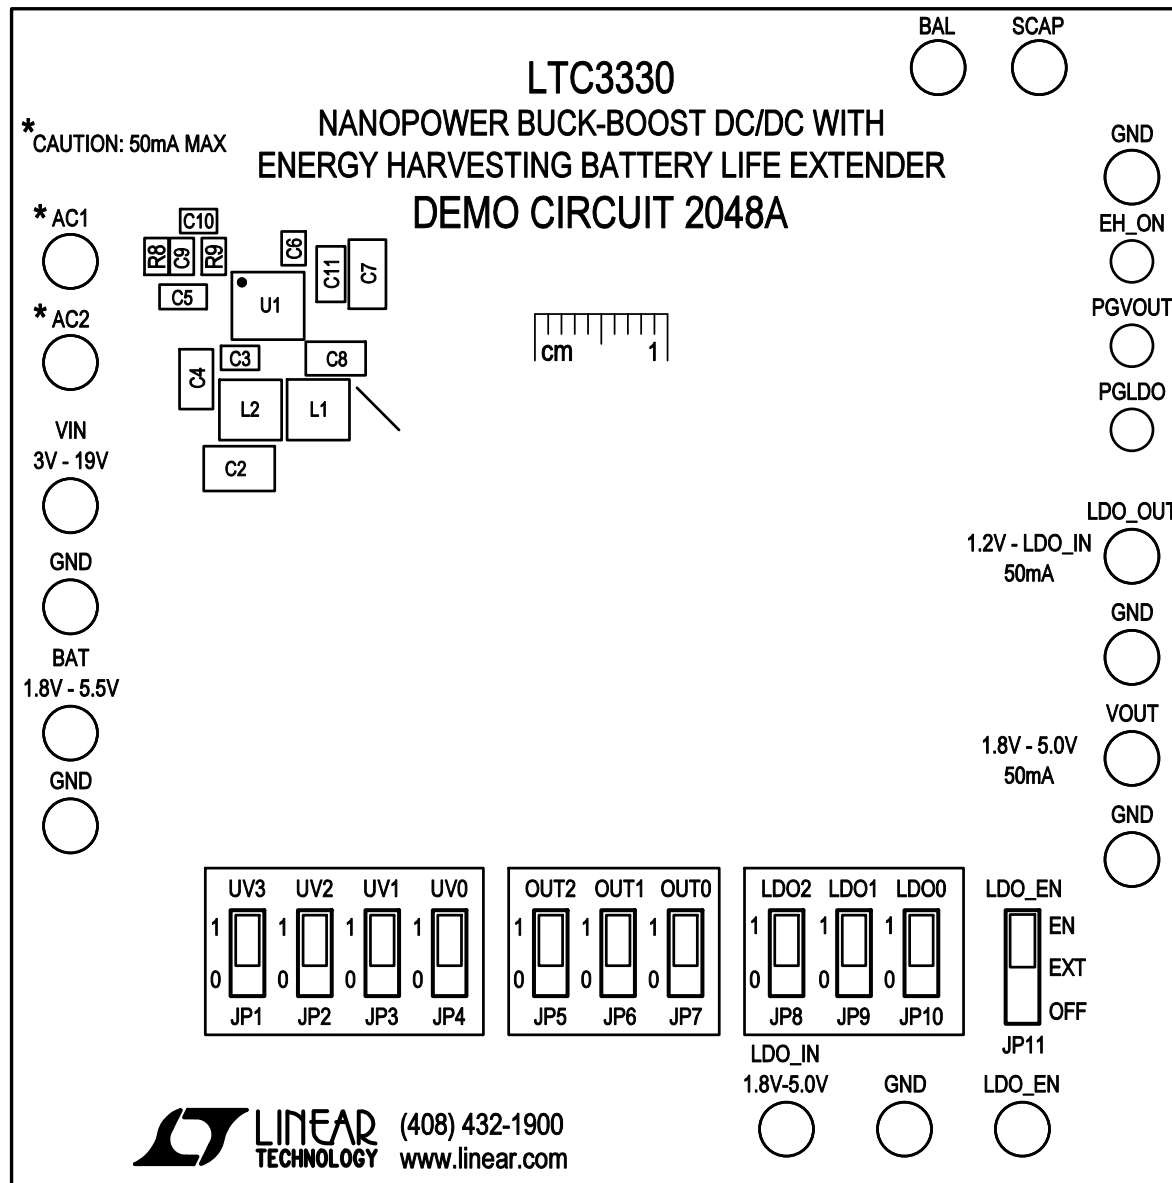 BAL SCAP
LTC3330
NANOPOWER BUCK-BOOST DC/DC WITH
ENERGY HARVESTING BATTERY LIFE EXTENDER
DEMO CIRCUIT 2048A
*CAUTION: 50mA MAX
* AC1
* AC2
VIN
3V - 19V
GND
BAT
1.8V - 5.5V
GND
C10
R8 C9 R9
C6
C11
C7
C5
U1
C3
C8
C4
L2 L1
C2
cm 1
GND
EH_ON
PGVOUT
PGLDO
LDO_OUT
1.2V - LDO_IN
50mA
GND
VOUT
1.8V - 5.0V
50mA
GND
UV3 UV2 UV1 UV0
1 1 1 1
0 0 0 0
JP1 JP2 JP3 JP4
OUT2 OUT1 OUT0
1 1 1
0 0 0
JP5 JP6 JP7
LDO2 LDO1 LDO0
1 1 1
0 0 0
JP8 JP9 JP10
LDO_EN
EN
EXT
OFF
JP11
LDO_IN
1.8V-5.0V
GND
LDO_EN
LINEAR
TECHNOLOGY
(408) 432-1900
www.linear.com